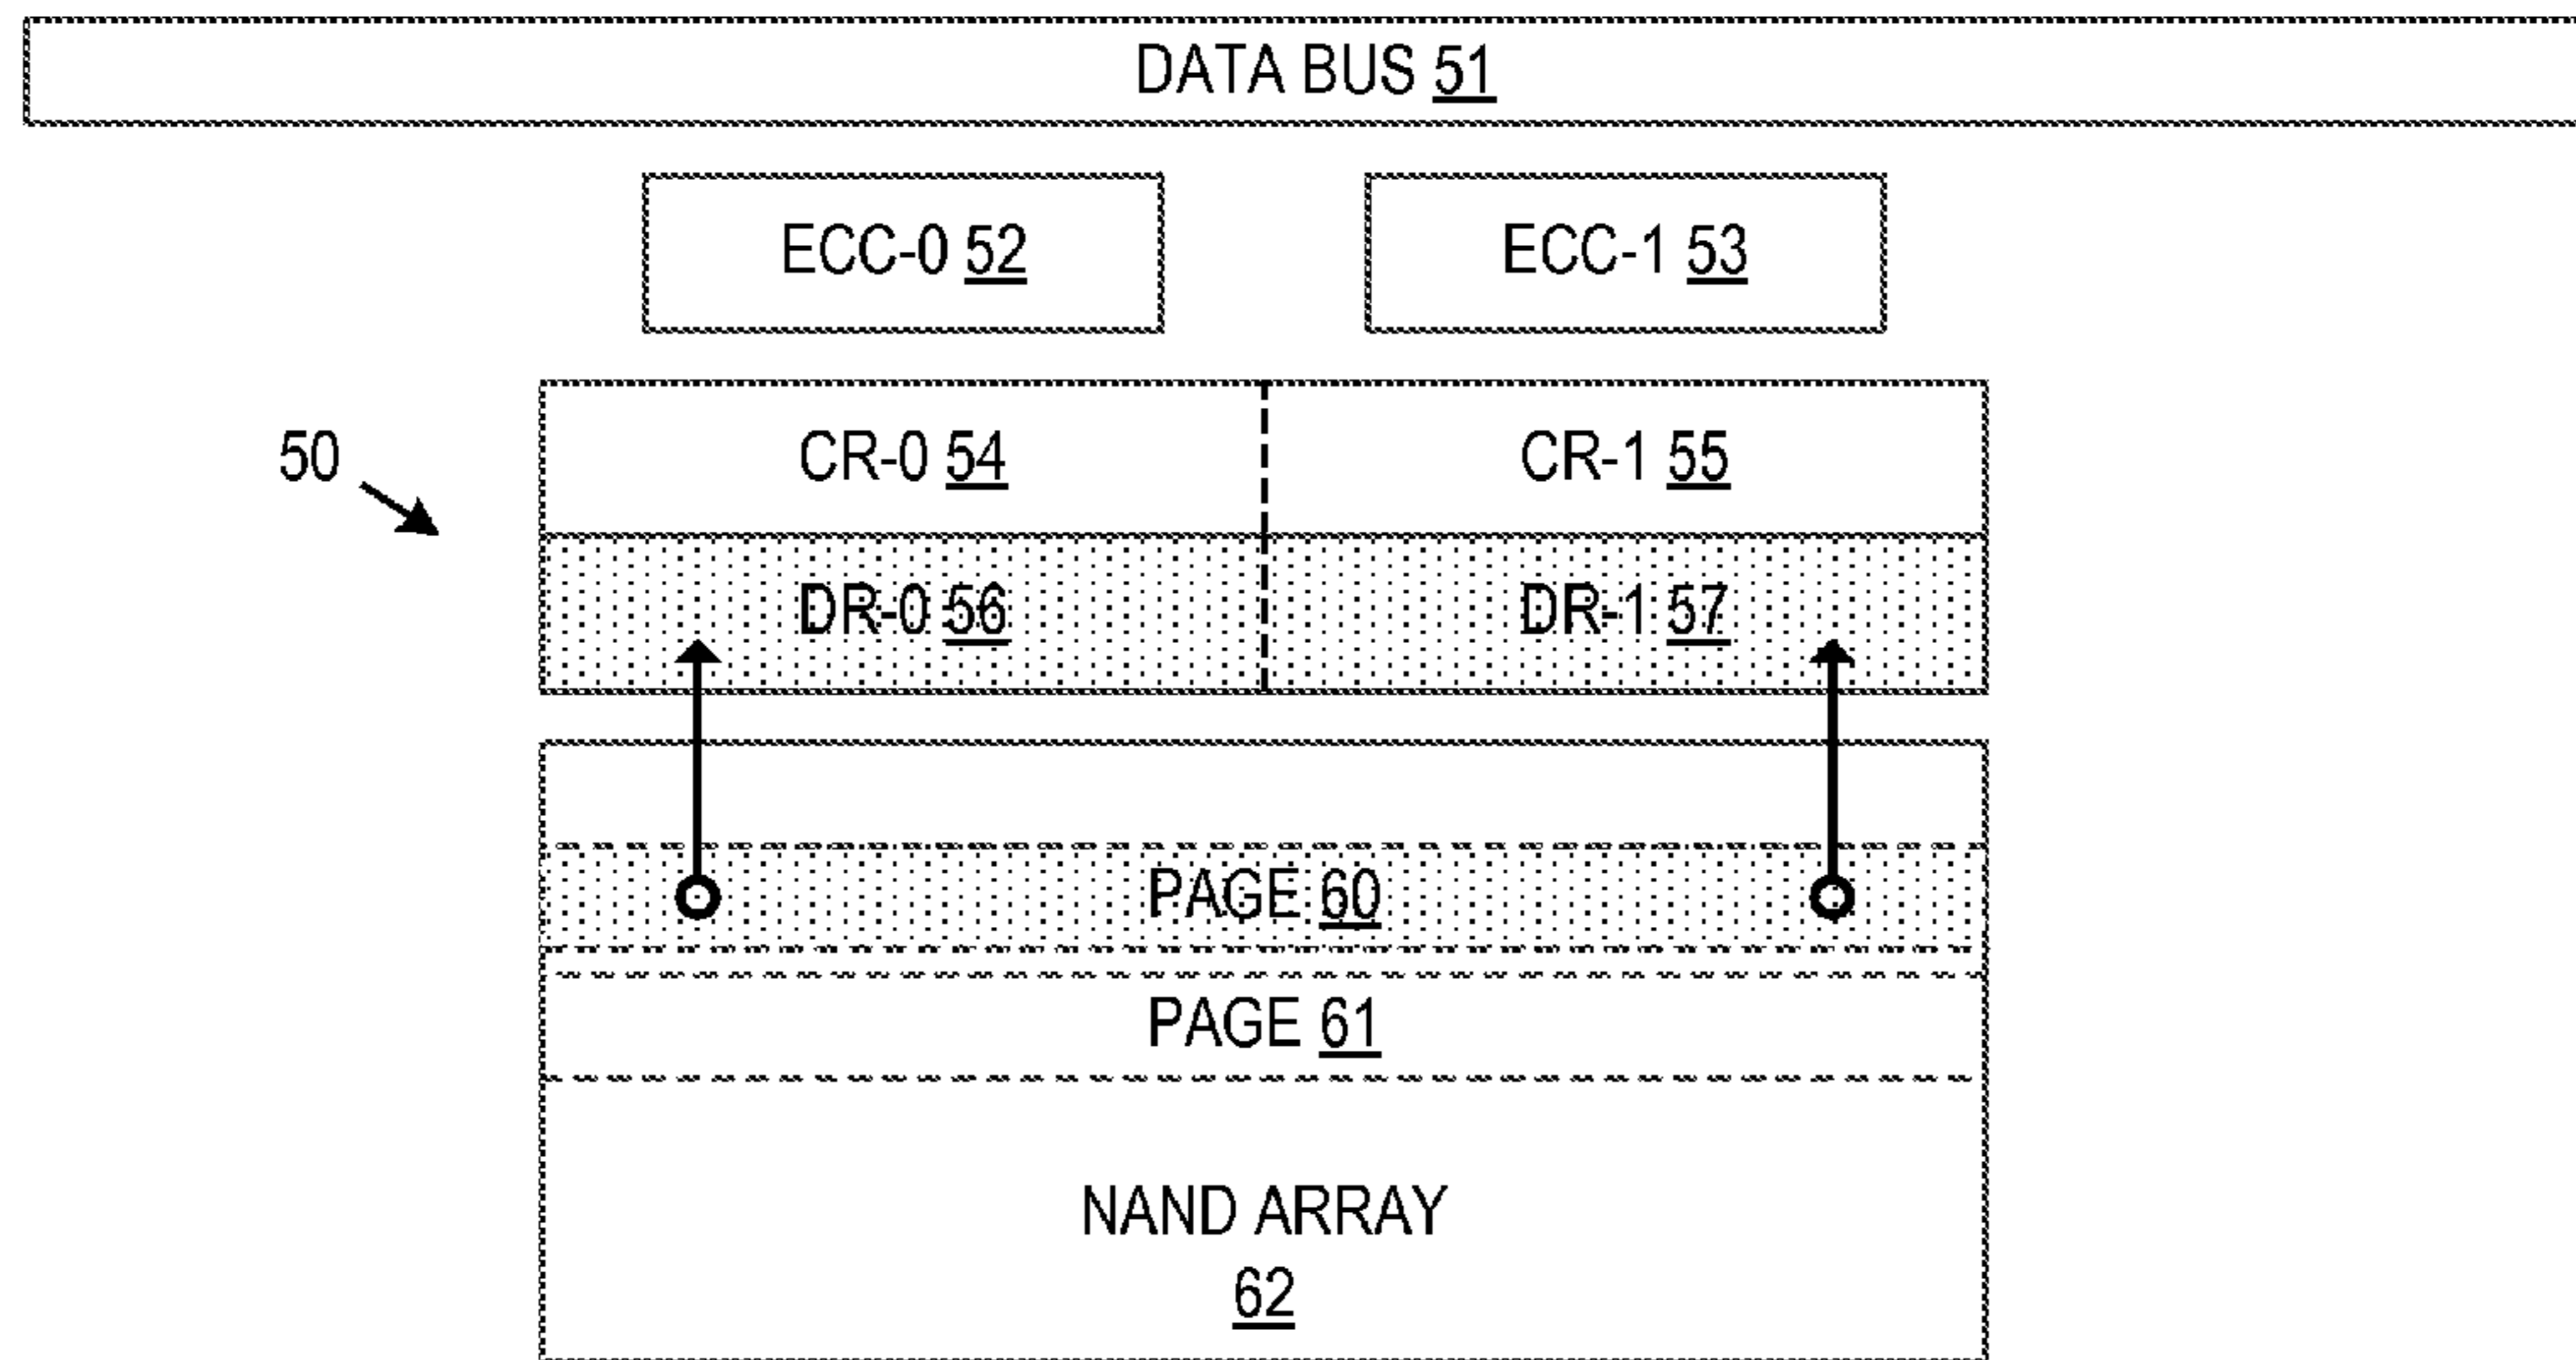 DATA BUS 51
ECC-0 52 ECC-1 53
50
CR-0 54 CR-1 55
DR-0 56 DR-1 57
PAGE 60
PAGE 61
NAND ARRAY
62